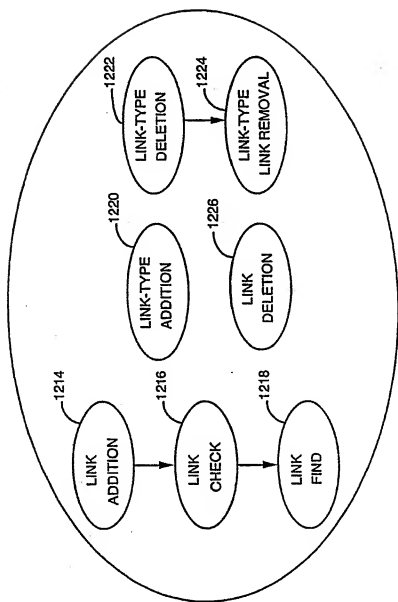 1214
LINK
ADDITION
1216
LINK
CHECK
1218
LINK
FIND
1220
LINK-TYPE
ADDITION
1226
LINK
DELETION
1222
LINK-TYPE
DELETION
1224
LINK-TYPE
LINK REMOVAL